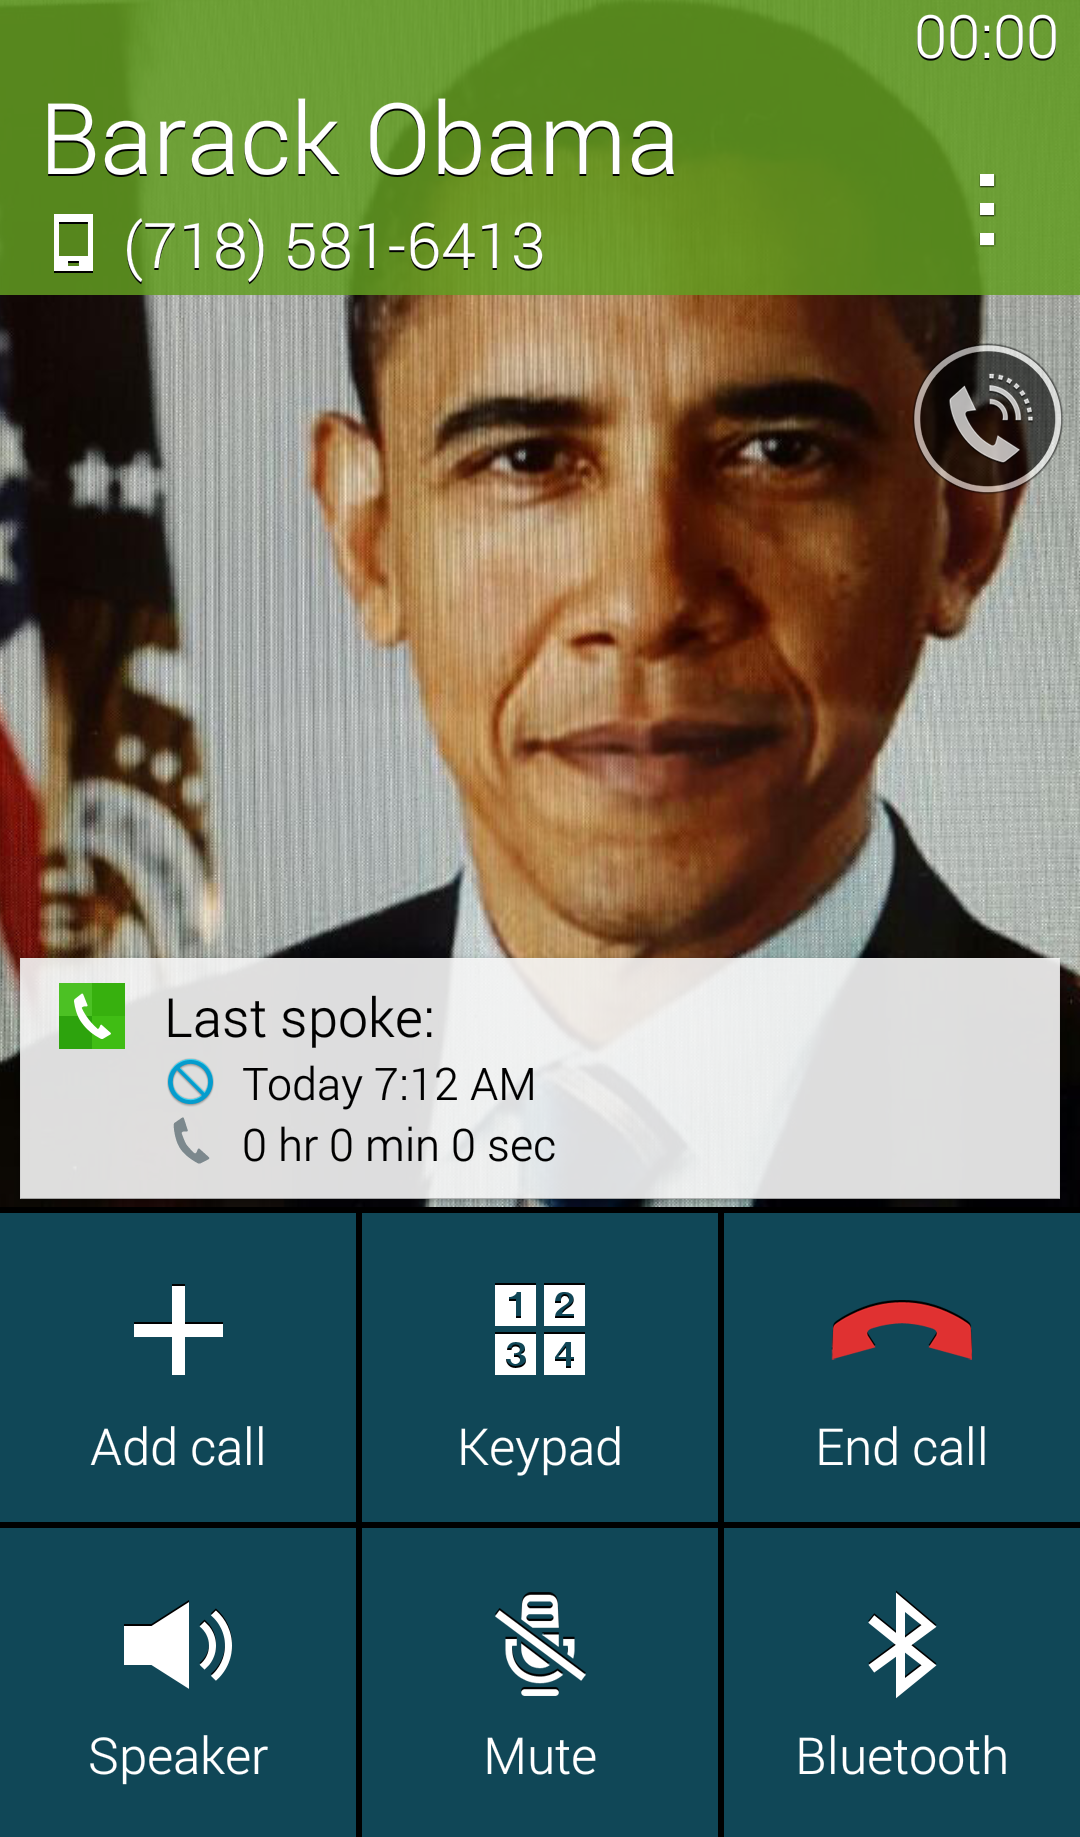 00:00
Barack Obama
(718) 581-6413
Last spoke:
Today 7:12 AM
0 hr 0 min 0 sec
1 2
3 4
Add call
Keypad
End call
Speaker
Mute
Bluetooth